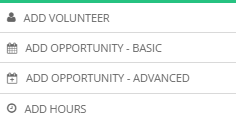 ADD VOLUNTEER
ADD OPPORTUNITY - BASIC
ADD OPPORTUNITY - ADVANCED
ADD HOURS